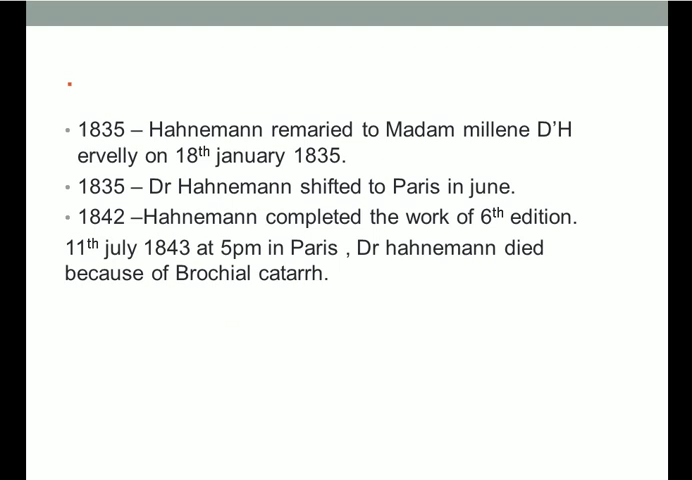 .
• 1835 – Hahnemann remaried to Madam millene D’H
ervelly on 18th january 1835.
• 1835 – Dr Hahnemann shifted to Paris in june.
• 1842 –Hahnemann completed the work of 6th edition.
11th july 1843 at 5pm in Paris , Dr hahnemann died
because of Brochial catarrh.